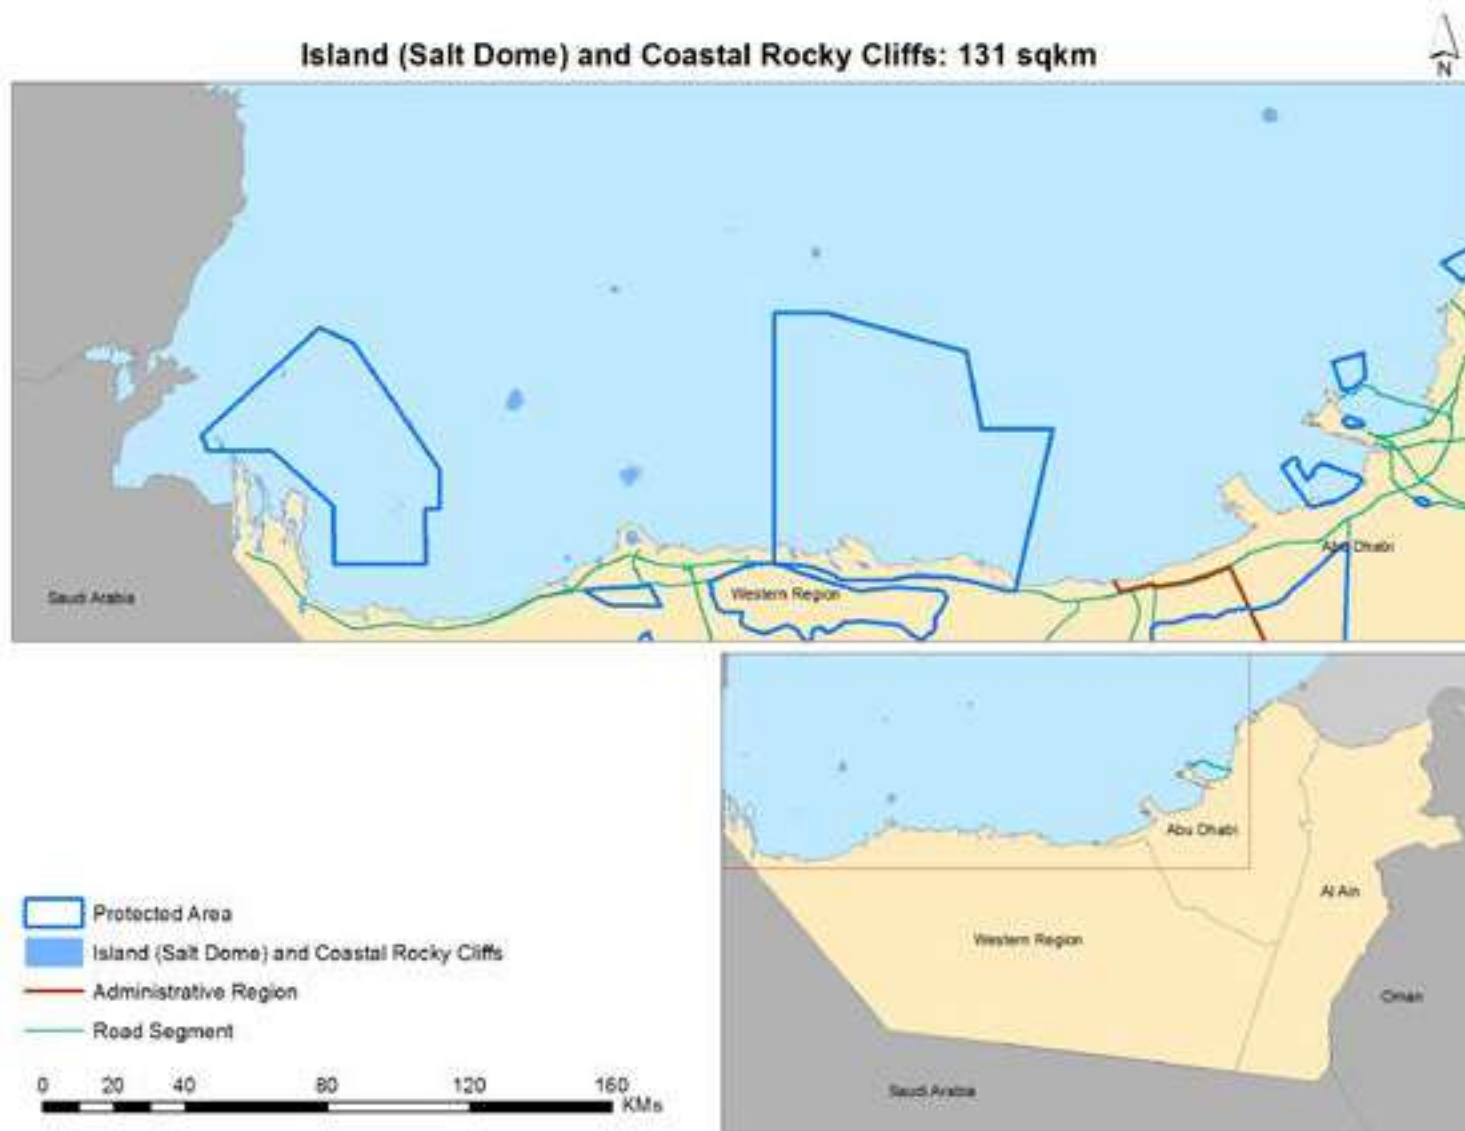 Island (Salt Dome) and Coastal Rocky Cliffs: 131 sqkm
N
Saudi Arabia
Western Region
Abu Dhabi
Abu Dhabi
Al Ain
Western Region
Oman
Saudi Arabia
Protected Area
Island (Salt Dome) and Coastal Rocky Cliffs
Administrative Region
Road Segment
0 20 40 80 120 160
KMs